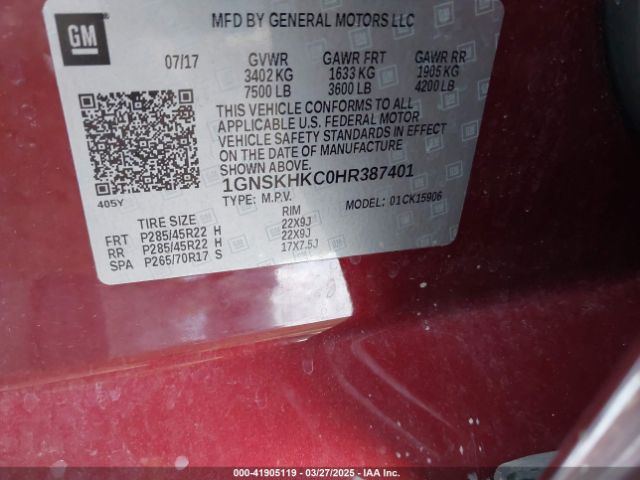 GM
MFD BY GENERAL MOTORS LLC
07/17 GVWR GAWR FRT GAWR RR
3402 KG 1633 KG 1905 KG
7500 LB 3600 LB 4200 LB
THIS VEHICLE CONFORMS TO ALL
APPLICABLE U.S. FEDERAL MOTOR
VEHICLE SAFETY STANDARDS IN EFFECT
ON THE DATE OF MANUFACTURE
SHOWN ABOVE.
1GNSKHKC0HR387401
TYPE: M.P.V. MODEL: 01CK15906
405Y
TIRE SIZE RIM
FRT P285/45R22 H 22X9J
RR P285/45R22 H 22X9J
SPA P265/70R17 S 17X7.5J
000-41905119 — 03/27/2025 — IAA Inc.